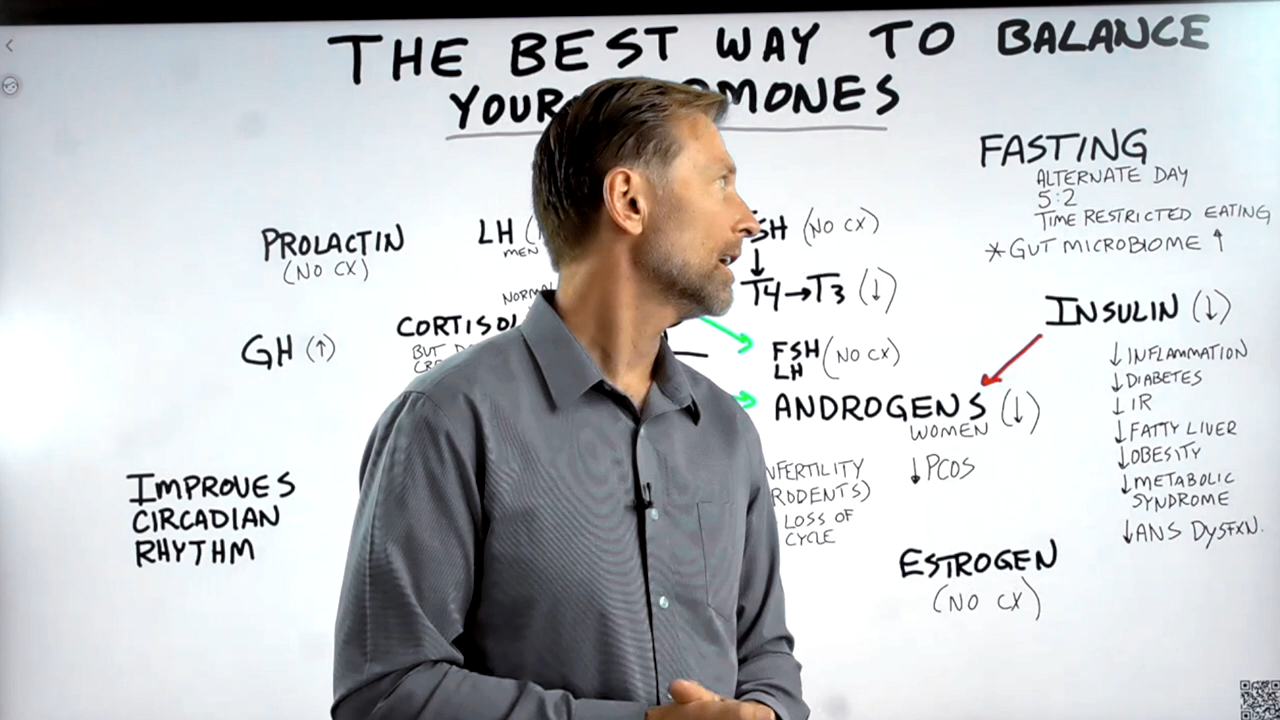 THE BEST WAY TO BALANCE
YOUR MONES
FASTING
ALTERNATE DAY
5:2
TIME RESTRICTED EATING
* GUT MICROBIOME ↑
PROLACTIN
(NO CX)
LH (
MEN
SH (NO CX)
↓
T4→T3 (↓)
NORMAL
CORTISOL
BUT
GH (↑)
FSH (NO CX)
LH
ANDROGENS (↓)
WOMEN
↓PCOS
INSULIN (↓)
↓INFLAMMATION
↓DIABETES
↓IR
↓FATTY LIVER
↓OBESITY
↓METABOLIC
SYNDROME
↓ANS DYSFXN.
IMPROVES
CIRCADIAN
RHYTHM
NFERTILITY
RODENTS)
LOSS OF
CYCLE
ESTROGEN
(NO CX)